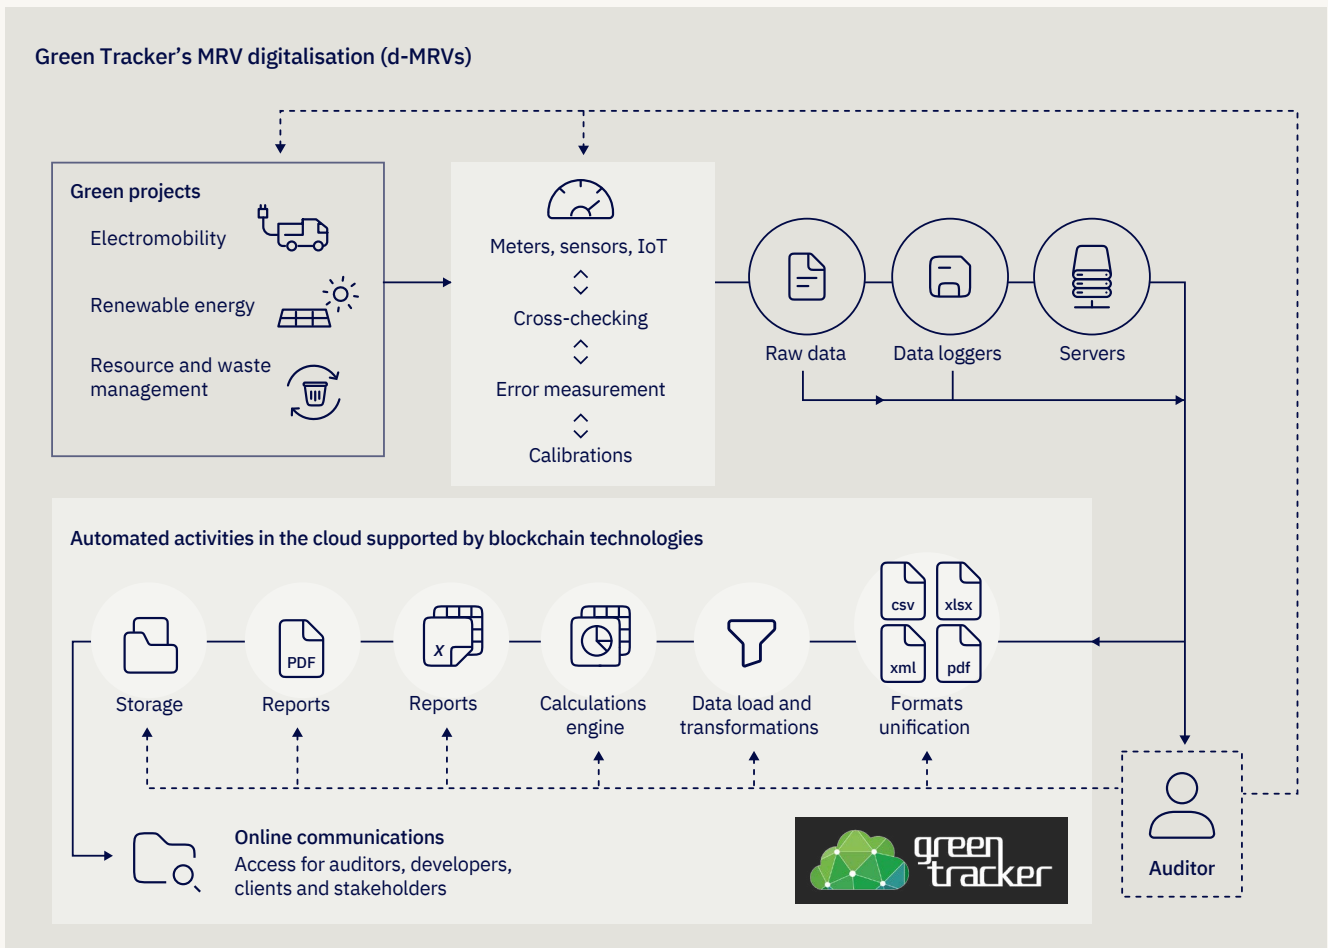 Green Tracker’s MRV digitalisation (d-MRVs)
Green projects
Electromobility
Renewable energy
Resource and waste
management
Meters, sensors, IoT
Cross-checking
Error measurement
Calibrations
Raw data
Data loggers
Servers
Automated activities in the cloud supported by blockchain technologies
csv
xlsx
xml
pdf
PDF
x
Storage
Reports
Reports
Calculations
engine
Data load and
transformations
Formats
unification
Online communications
Access for auditors, developers,
clients and stakeholders
green
tracker
Auditor